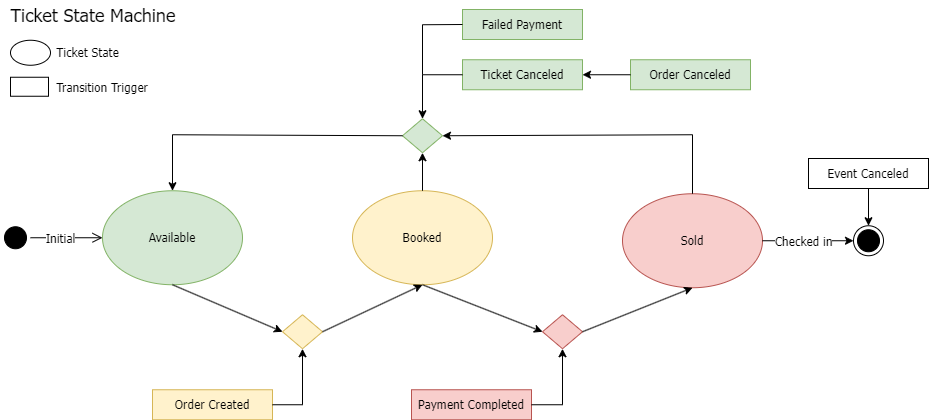 Ticket State Machine
Ticket State
Transition Trigger
Failed Payment
Ticket Canceled
Order Canceled
Event Canceled
Initial
Available
Booked
Sold
Checked in
Order Created
Payment Completed